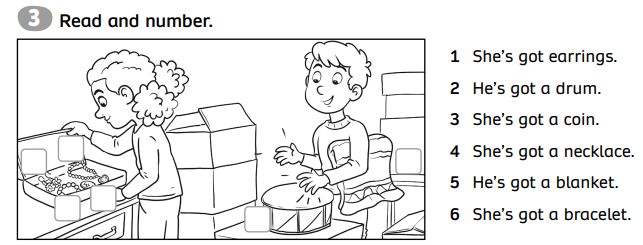 3 Read and number.
1 She's got earrings.
2 He's got a drum.
3 She's got a coin.
4 She's got a necklace.
5 He's got a blanket.
6 She's got a bracelet.